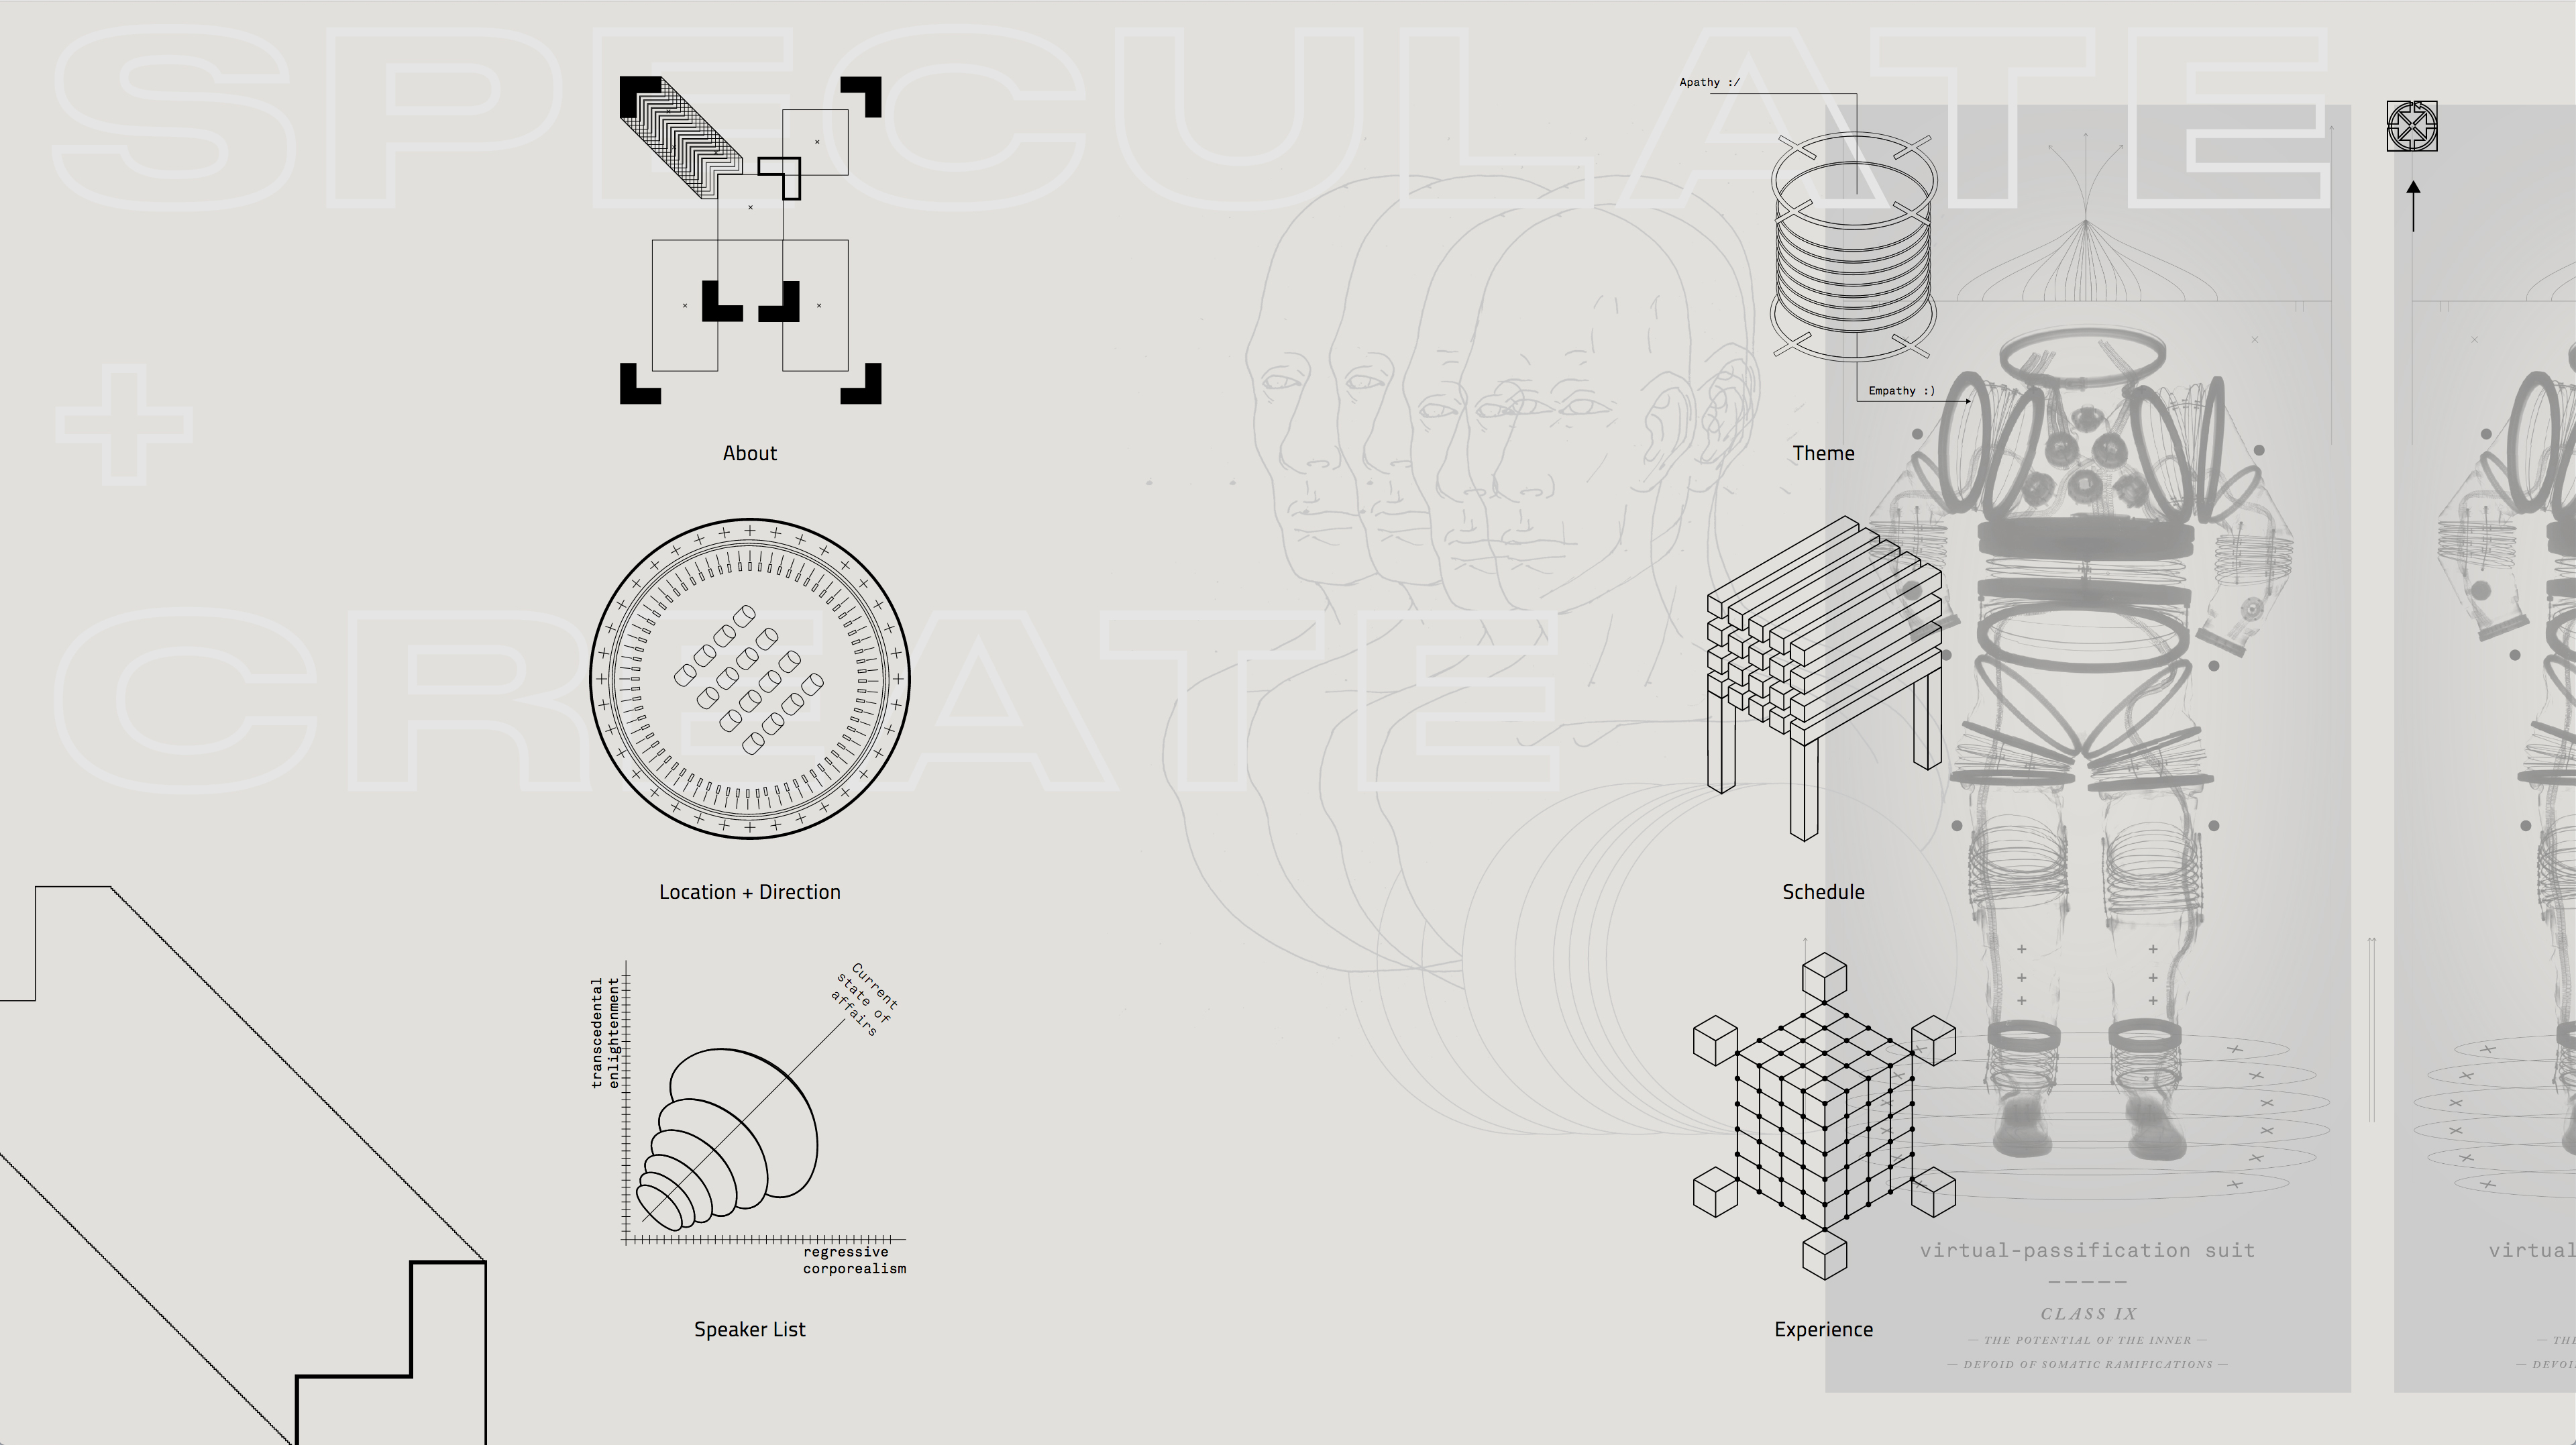 SPECULATE
+
CREATE
About
Apathy :/
Empathy :)
Theme
Location + Direction
Schedule
transcedental
enlightenment
Current
state of
affairs
regressive
corporealism
Speaker List
Experience
virtual-passification suit
-----
CLASS IX
— THE POTENTIAL OF THE INNER —
— DEVOID OF SOMATIC RAMIFICATIONS —
virtual
— THE
— DEVOI